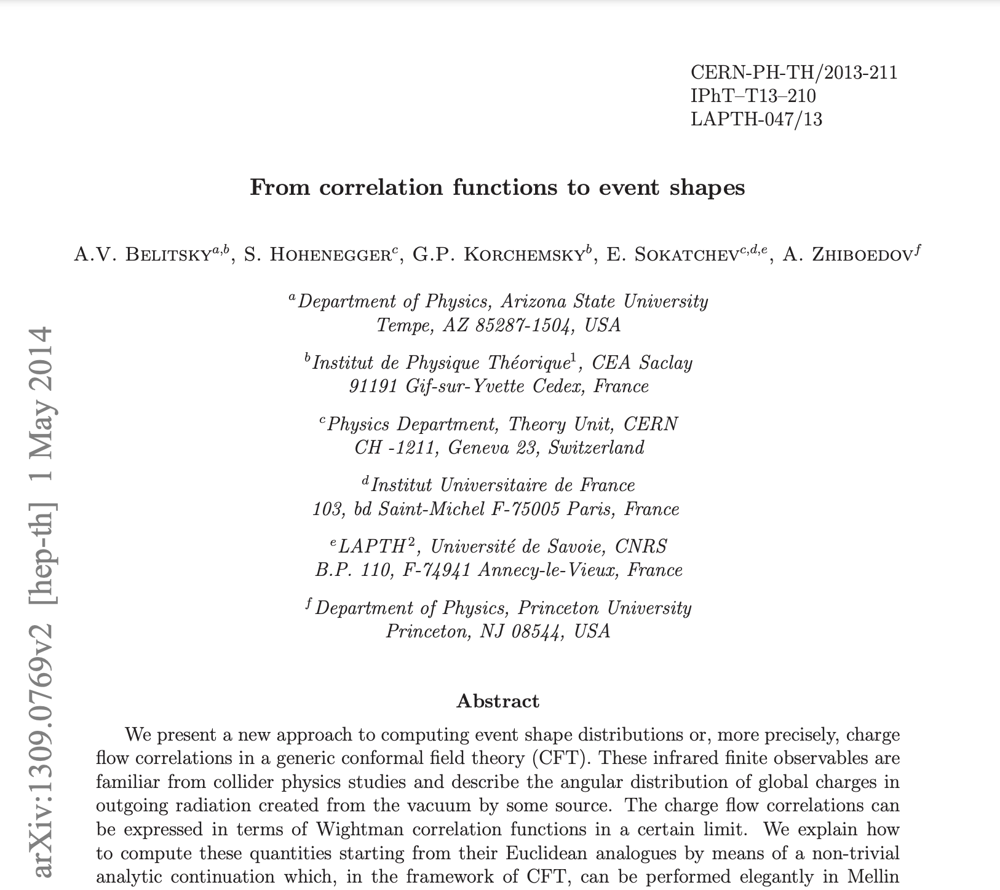 CERN-PH-TH/2013-211
IPhT–T13–210
LAPTH-047/13
From correlation functions to event shapes
A.V. Belitsky^{a,b}, S. Hohenegger^{c}, G.P. Korchemsky^{b}, E. Sokatchev^{c,d,e}, A. Zhiboedov^{f}
^{a} Department of Physics, Arizona State University
Tempe, AZ 85287-1504, USA
^{b} Institut de Physique Théorique^{1}, CEA Saclay
91191 Gif-sur-Yvette Cedex, France
^{c} Physics Department, Theory Unit, CERN
CH -1211, Geneva 23, Switzerland
^{d} Institut Universitaire de France
103, bd Saint-Michel F-75005 Paris, France
^{e} LAPTH^{2}, Université de Savoie, CNRS
B.P. 110, F-74941 Annecy-le-Vieux, France
^{f} Department of Physics, Princeton University
Princeton, NJ 08544, USA
Abstract
We present a new approach to computing event shape distributions or, more precisely, charge
flow correlations in a generic conformal field theory (CFT). These infrared finite observables are
familiar from collider physics studies and describe the angular distribution of global charges in
outgoing radiation created from the vacuum by some source. The charge flow correlations can
be expressed in terms of Wightman correlation functions in a certain limit. We explain how
to compute these quantities starting from their Euclidean analogues by means of a non-trivial
analytic continuation which, in the framework of CFT, can be performed elegantly in Mellin
arXiv:1309.0769v2 [hep-th] 1 May 2014